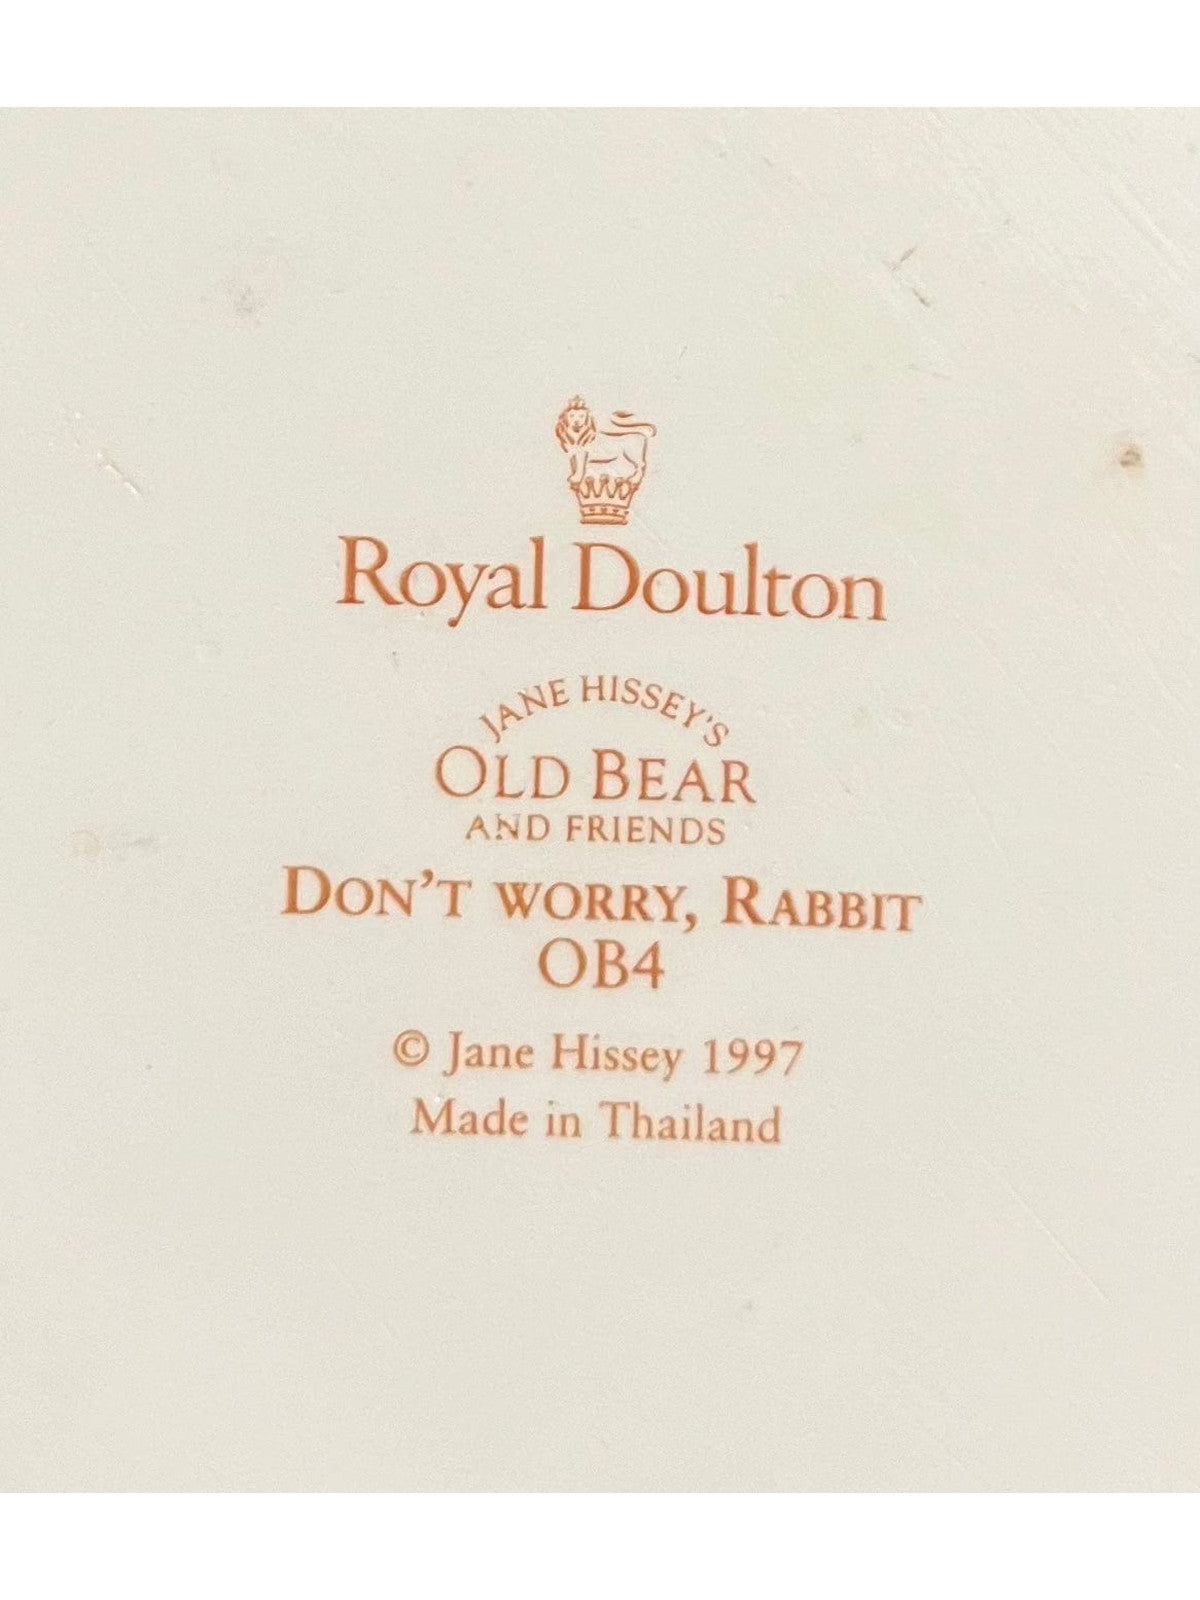 Royal Doulton
JANE HISSEY'S
OLD BEAR
AND FRIENDS
DON'T WORRY, RABBIT
OB4
© Jane Hissey 1997
Made in Thailand